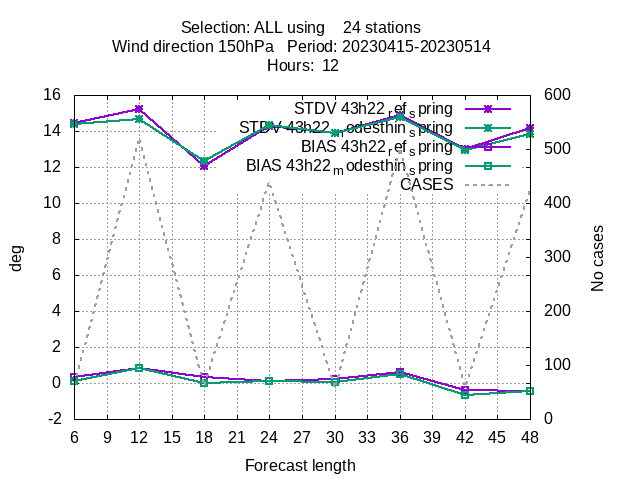 Selection: ALL using 24 stations
Wind direction 150hPa Period: 20230415-20230514
Hours: 12
STDV 43h22_ref_spring
STDV 43h22_modesthin_spring
BIAS 43h22_ref_spring
BIAS 43h22_modesthin_spring
CASES
16
14
12
10
8
6
4
2
0
-2
600
500
400
300
200
100
0
deg
No cases
6 9 12 15 18 21 24 27 30 33 36 39 42 45 48
Forecast length